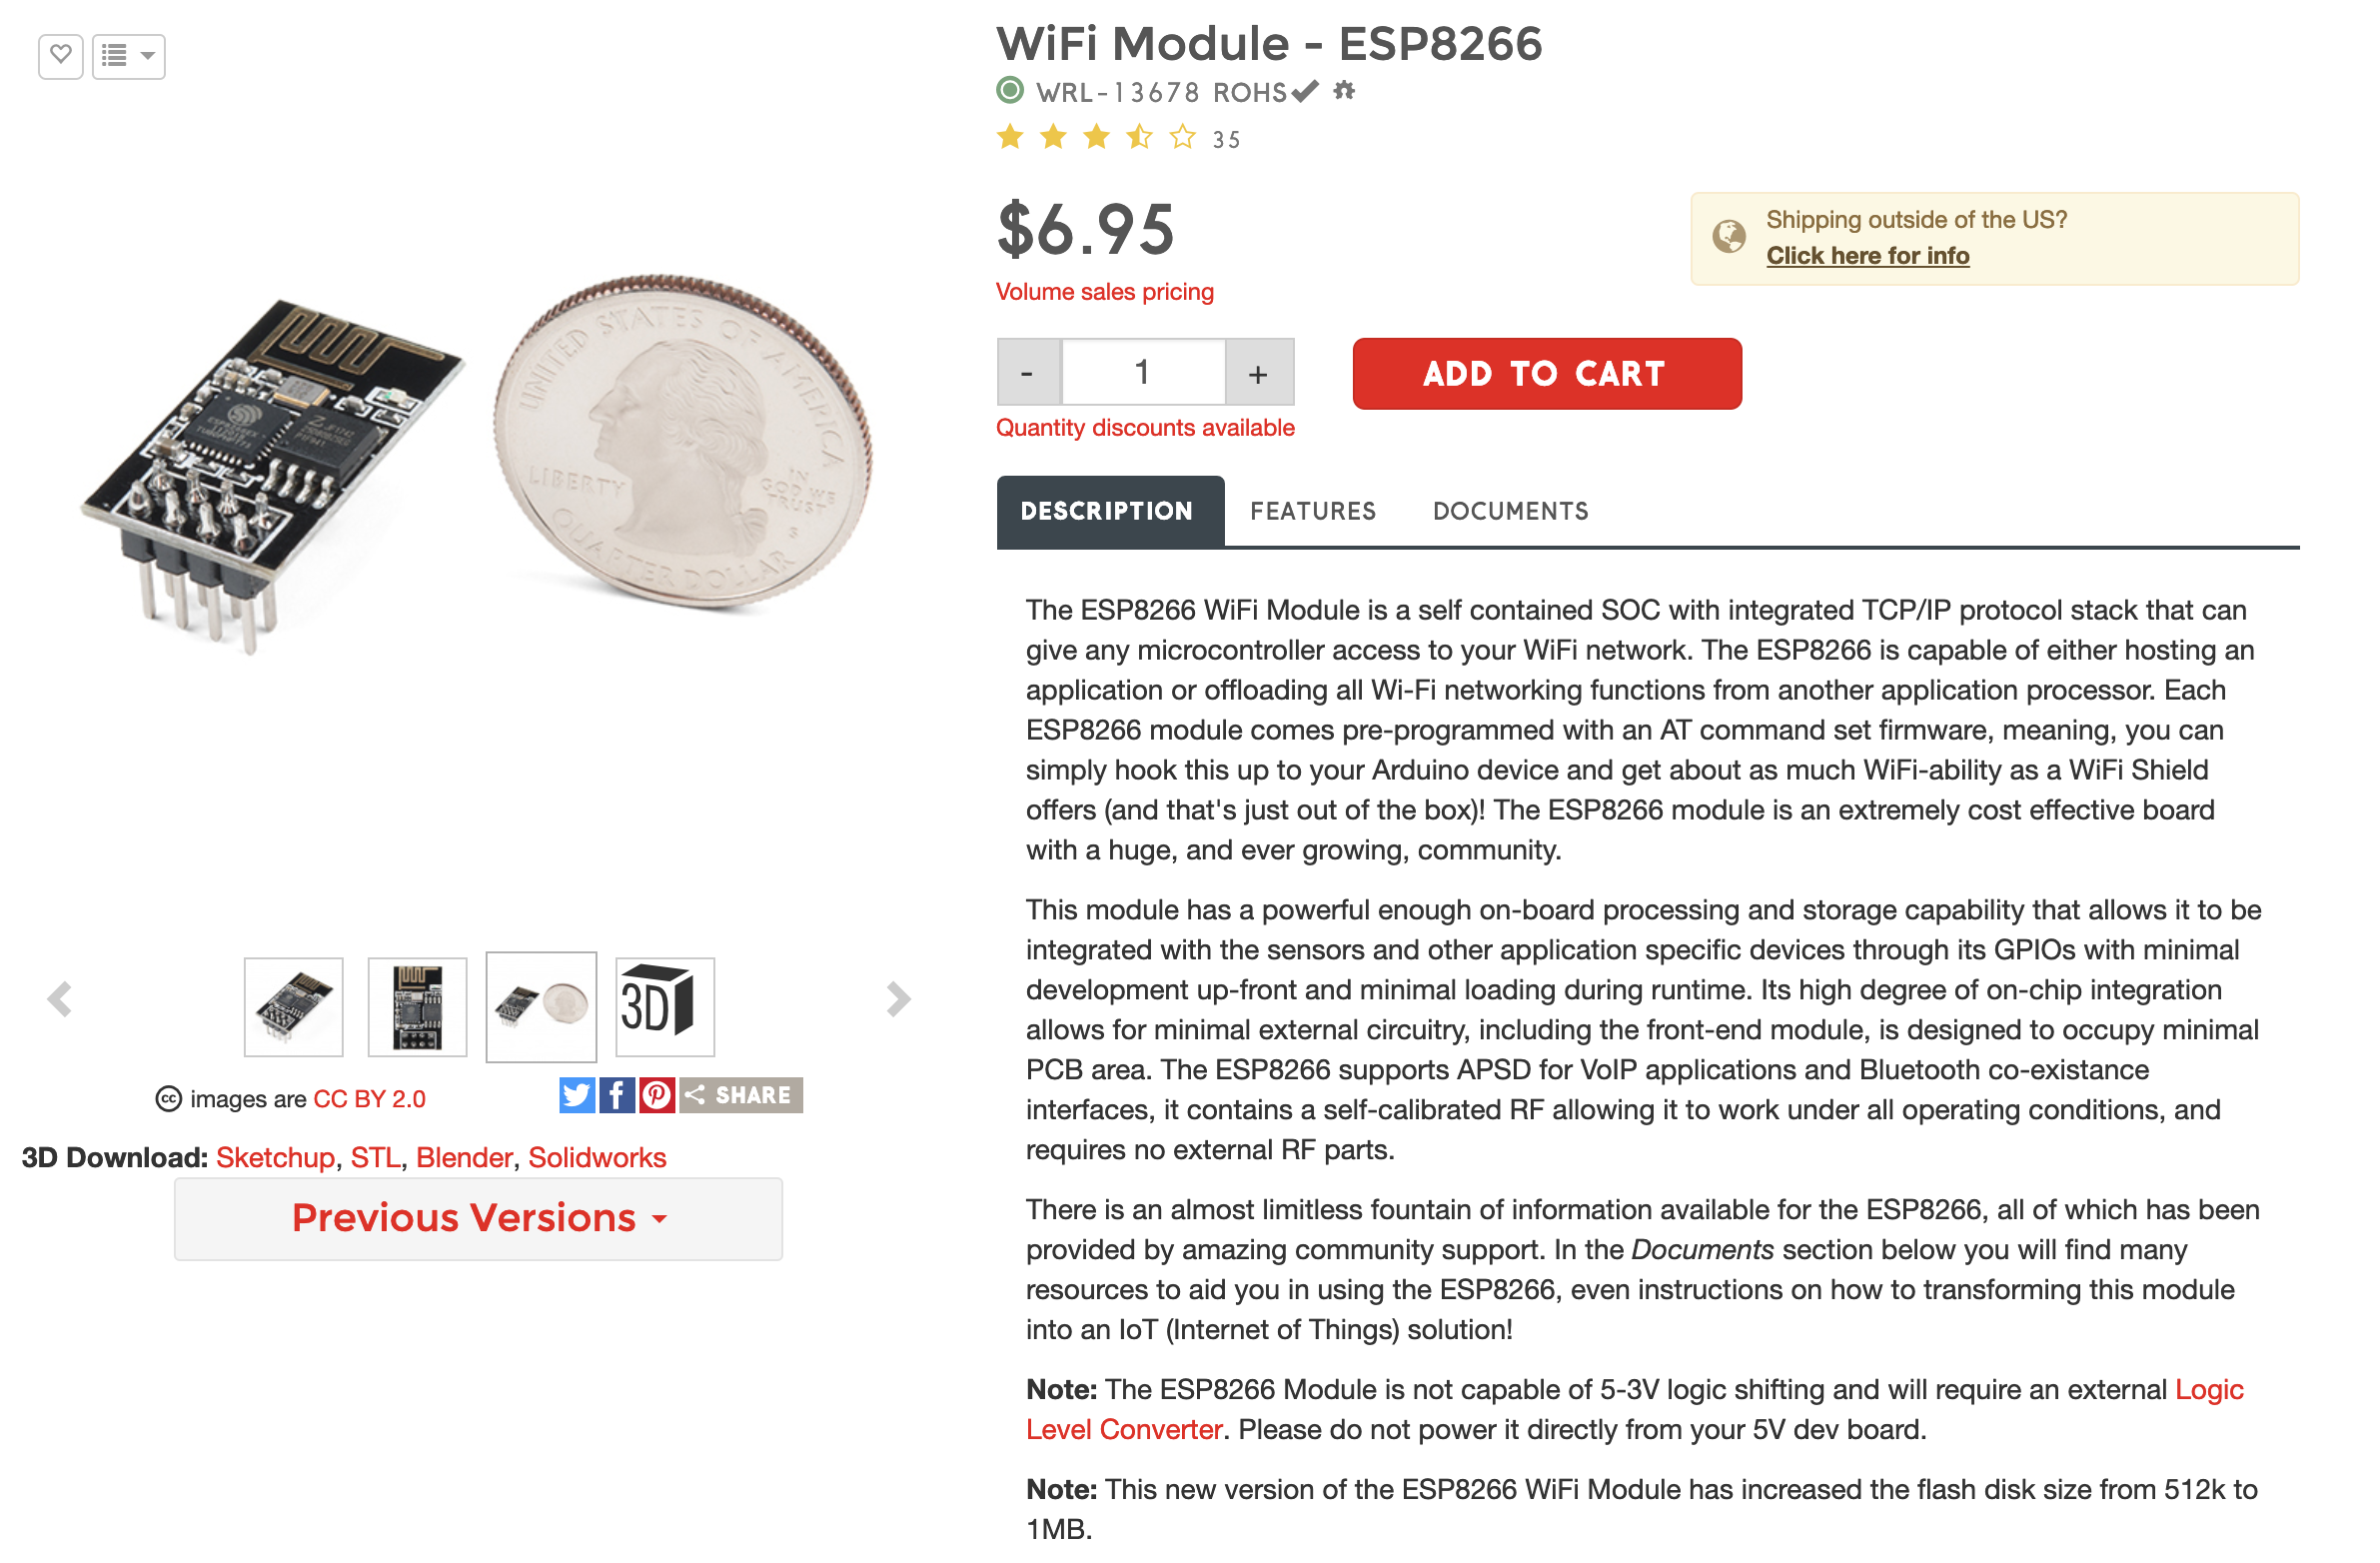 WiFi Module - ESP8266
WRL-13678 ROHS
35
$6.95
Volume sales pricing
Shipping outside of the US?
Click here for info
- 1 +
ADD TO CART
Quantity discounts available
DESCRIPTION FEATURES DOCUMENTS
The ESP8266 WiFi Module is a self contained SOC with integrated TCP/IP protocol stack that can
give any microcontroller access to your WiFi network. The ESP8266 is capable of either hosting an
application or offloading all Wi-Fi networking functions from another application processor. Each
ESP8266 module comes pre-programmed with an AT command set firmware, meaning, you can
simply hook this up to your Arduino device and get about as much WiFi-ability as a WiFi Shield
offers (and that's just out of the box)! The ESP8266 module is an extremely cost effective board
with a huge, and ever growing, community.
This module has a powerful enough on-board processing and storage capability that allows it to be
integrated with the sensors and other application specific devices through its GPIOs with minimal
development up-front and minimal loading during runtime. Its high degree of on-chip integration
allows for minimal external circuitry, including the front-end module, is designed to occupy minimal
PCB area. The ESP8266 supports APSD for VoIP applications and Bluetooth co-existance
interfaces, it contains a self-calibrated RF allowing it to work under all operating conditions, and
requires no external RF parts.
There is an almost limitless fountain of information available for the ESP8266, all of which has been
provided by amazing community support. In the Documents section below you will find many
resources to aid you in using the ESP8266, even instructions on how to transforming this module
into an IoT (Internet of Things) solution!
Note: The ESP8266 Module is not capable of 5-3V logic shifting and will require an external Logic
Level Converter. Please do not power it directly from your 5V dev board.
Note: This new version of the ESP8266 WiFi Module has increased the flash disk size from 512k to
1MB.
UNITED STATES OF AMERICA
LIBERTY
IN
GOD WE
TRUST
S
QUARTER DOLLAR
3D
cc images are CC BY 2.0
SHARE
3D Download: Sketchup, STL, Blender, Solidworks
Previous Versions